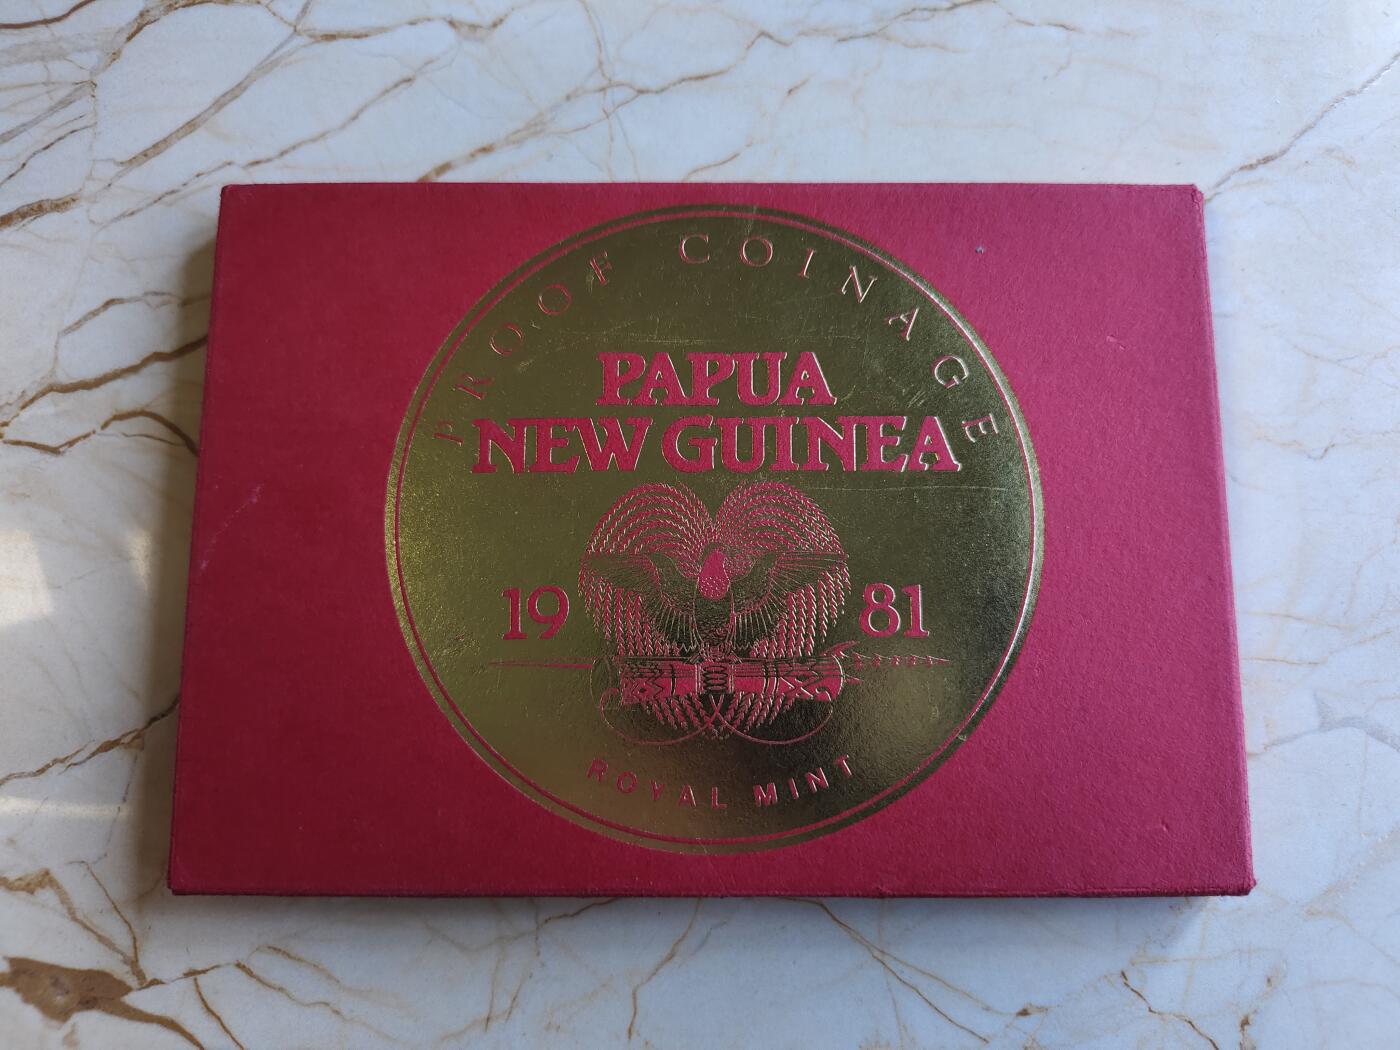 PROOF COINAGE
PAPUA
NEW GUINEA
19 81
ROYAL MINT